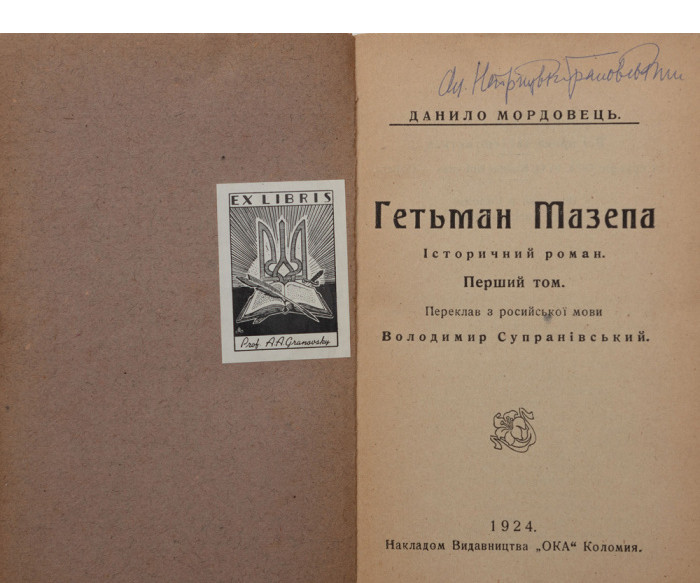 EX LIBRIS
Prof A.A. Granovsky
Ол.
ДАНИЛО МОРДОВЕЦЬ.
Гетьман Мазепа
Історичний роман.
Перший том.
Переклав з російської мови
Володимир Супранівський.
1924.
Накладом Видавництва „ОКА“ Коломия.